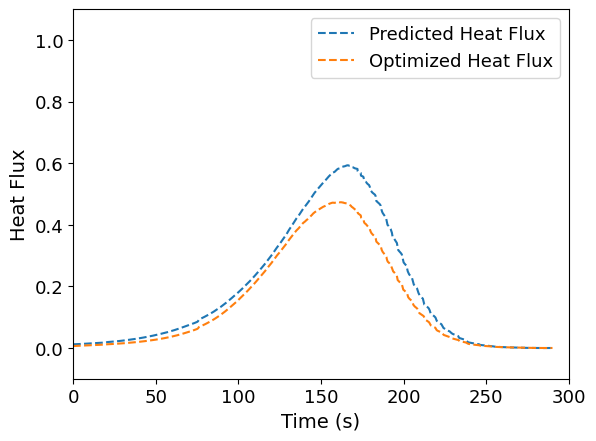 Predicted Heat Flux
Optimized Heat Flux
Heat Flux
1.0
0.8
0.6
0.4
0.2
0.0
0 50 100 150 200 250 300
Time (s)